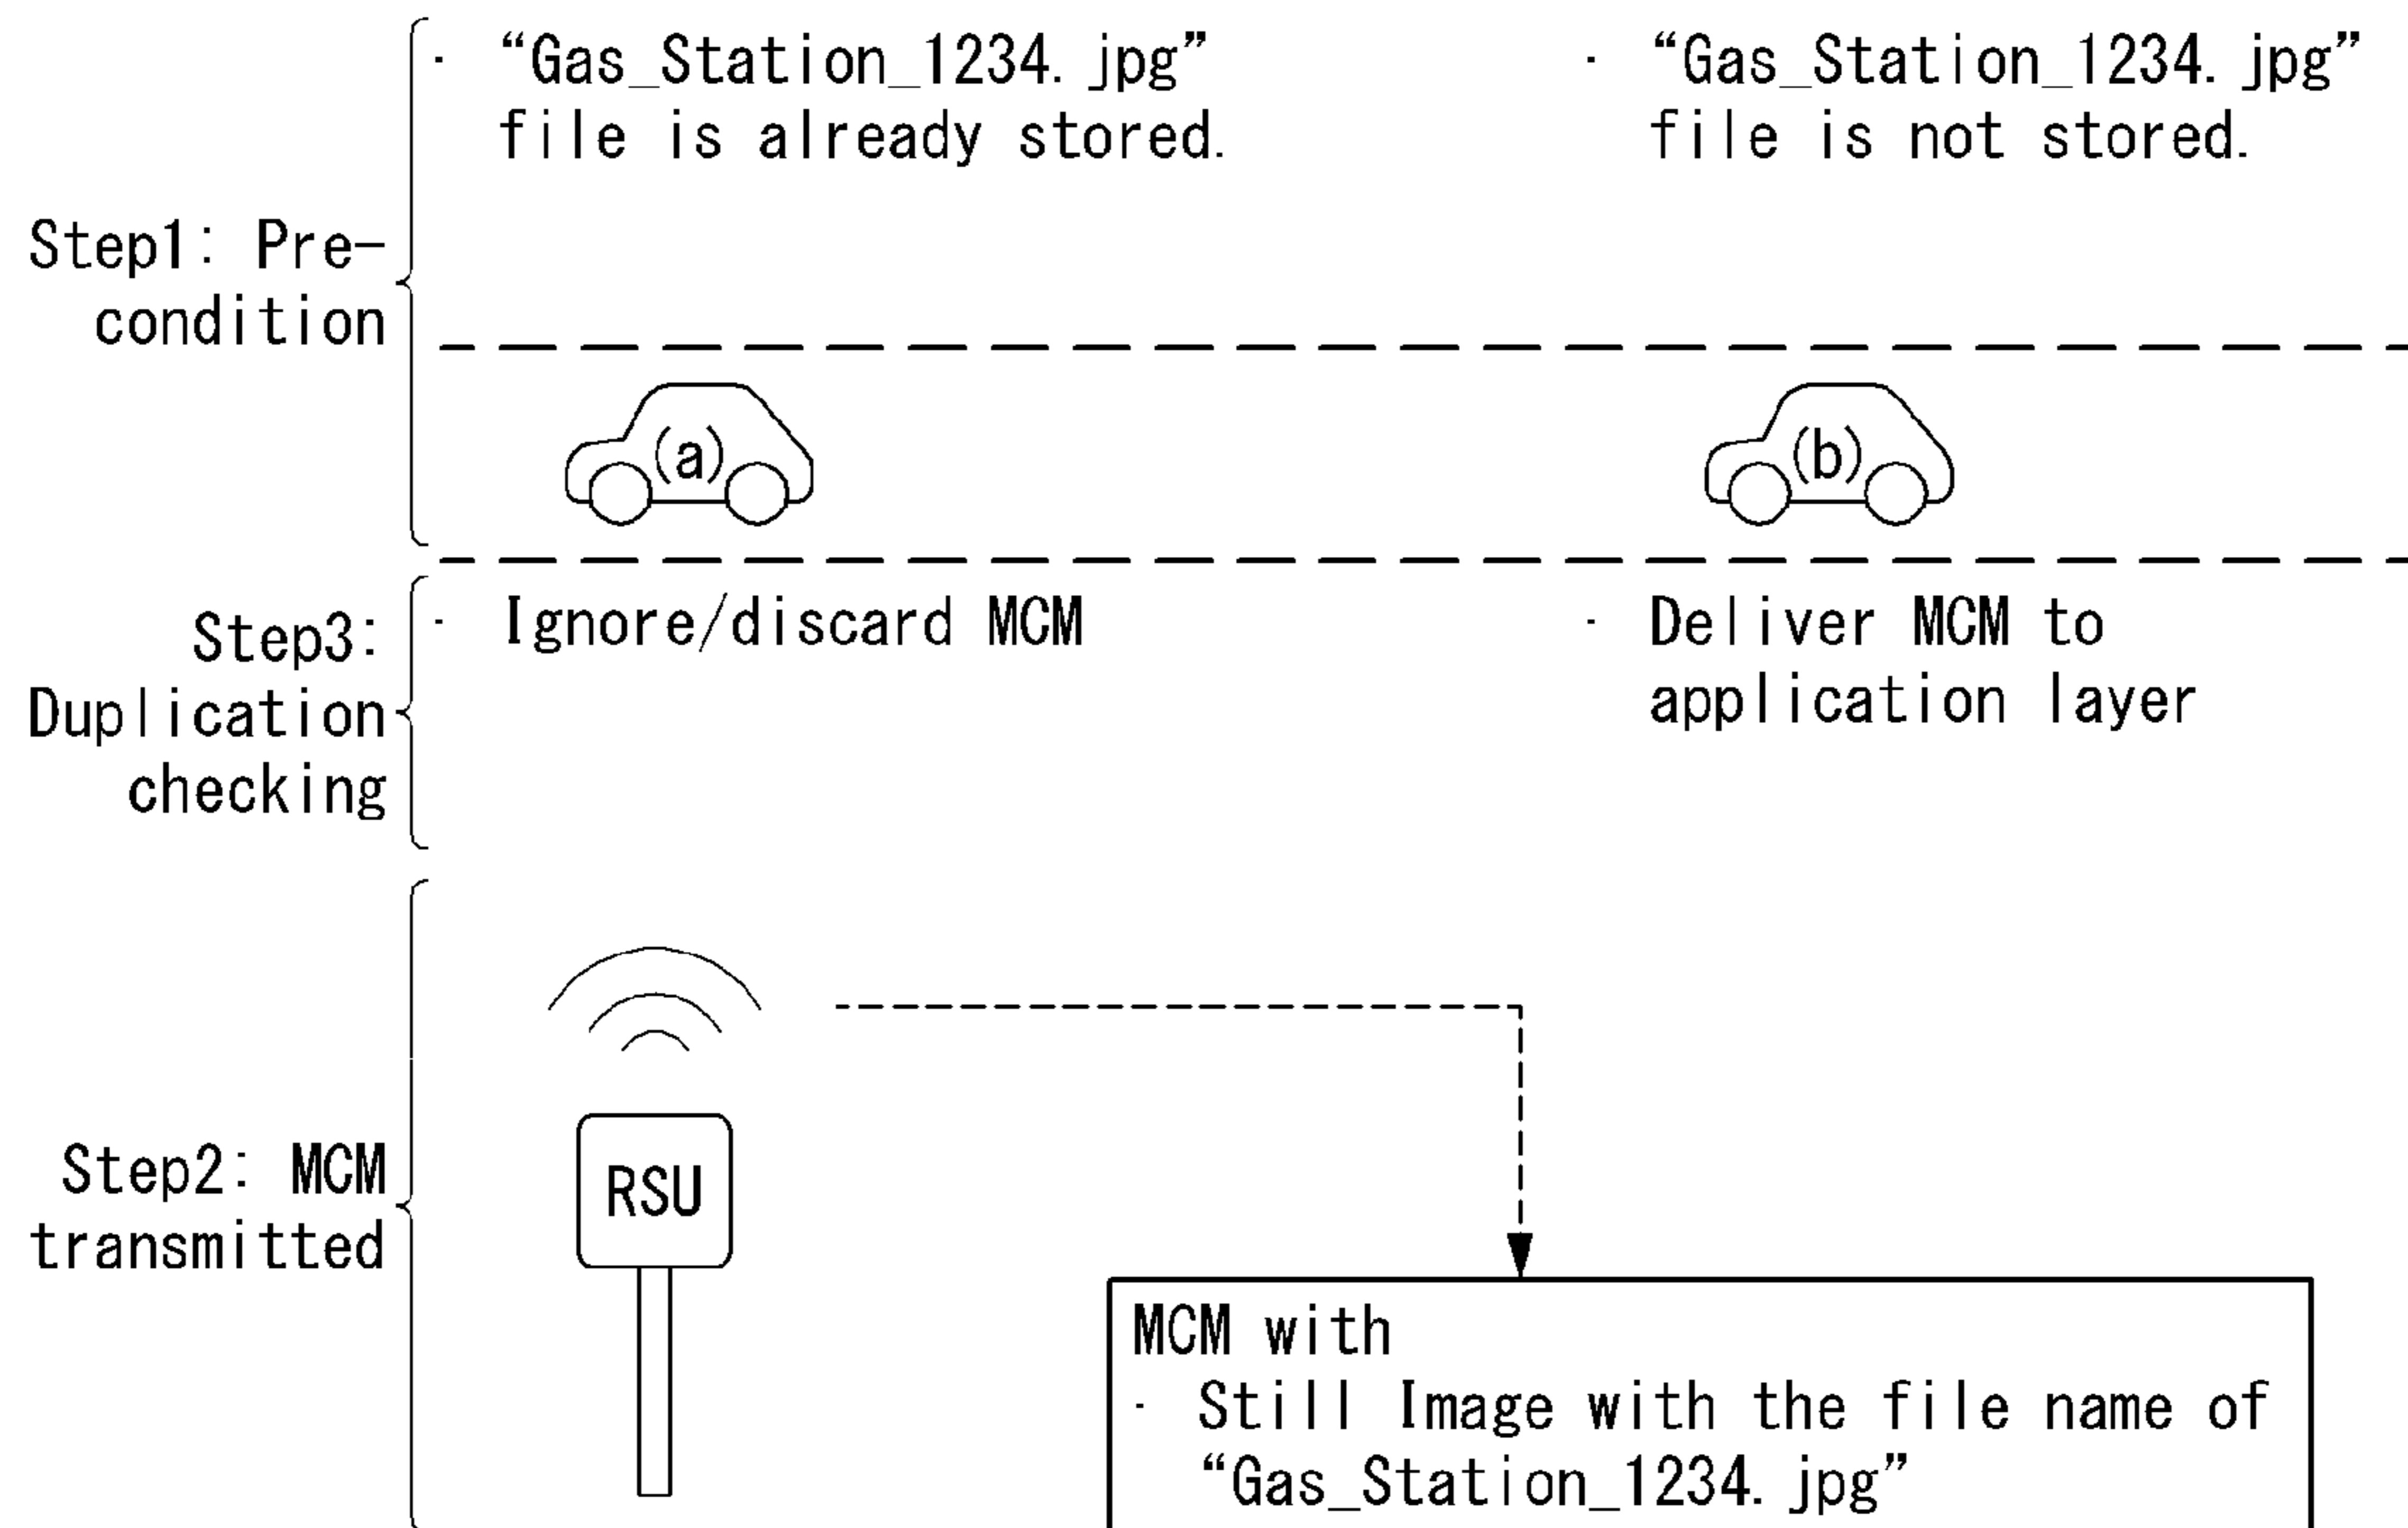 “Gas_Station_1234.jpg”
file is already stored.
“Gas_Station_1234.jpg”
file is not stored.
Step1: Pre-
condition
(a)
(b)
Step3:
Duplication
checking
· Ignore/discard MCM
· Deliver MCM to
application layer
Step2: MCM
transmitted
RSU
MCM with
· Still Image with the file name of
“Gas_Station_1234.jpg”